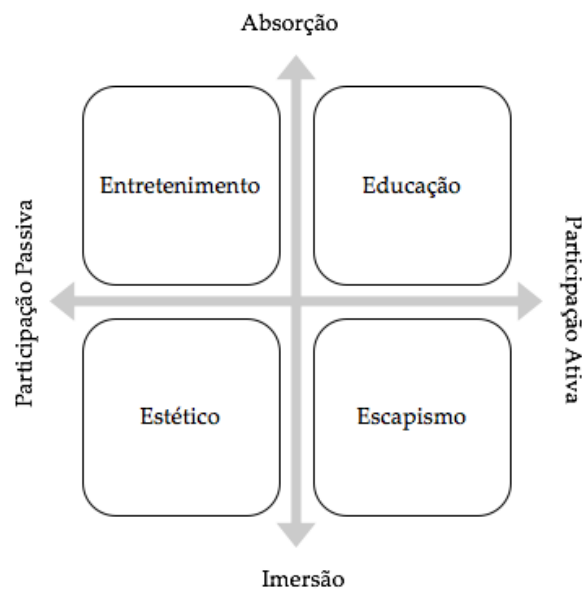 Absorção
Entretenimento
Educação
Participação Passiva
Participação Ativa
Estético
Escapismo
Imersão